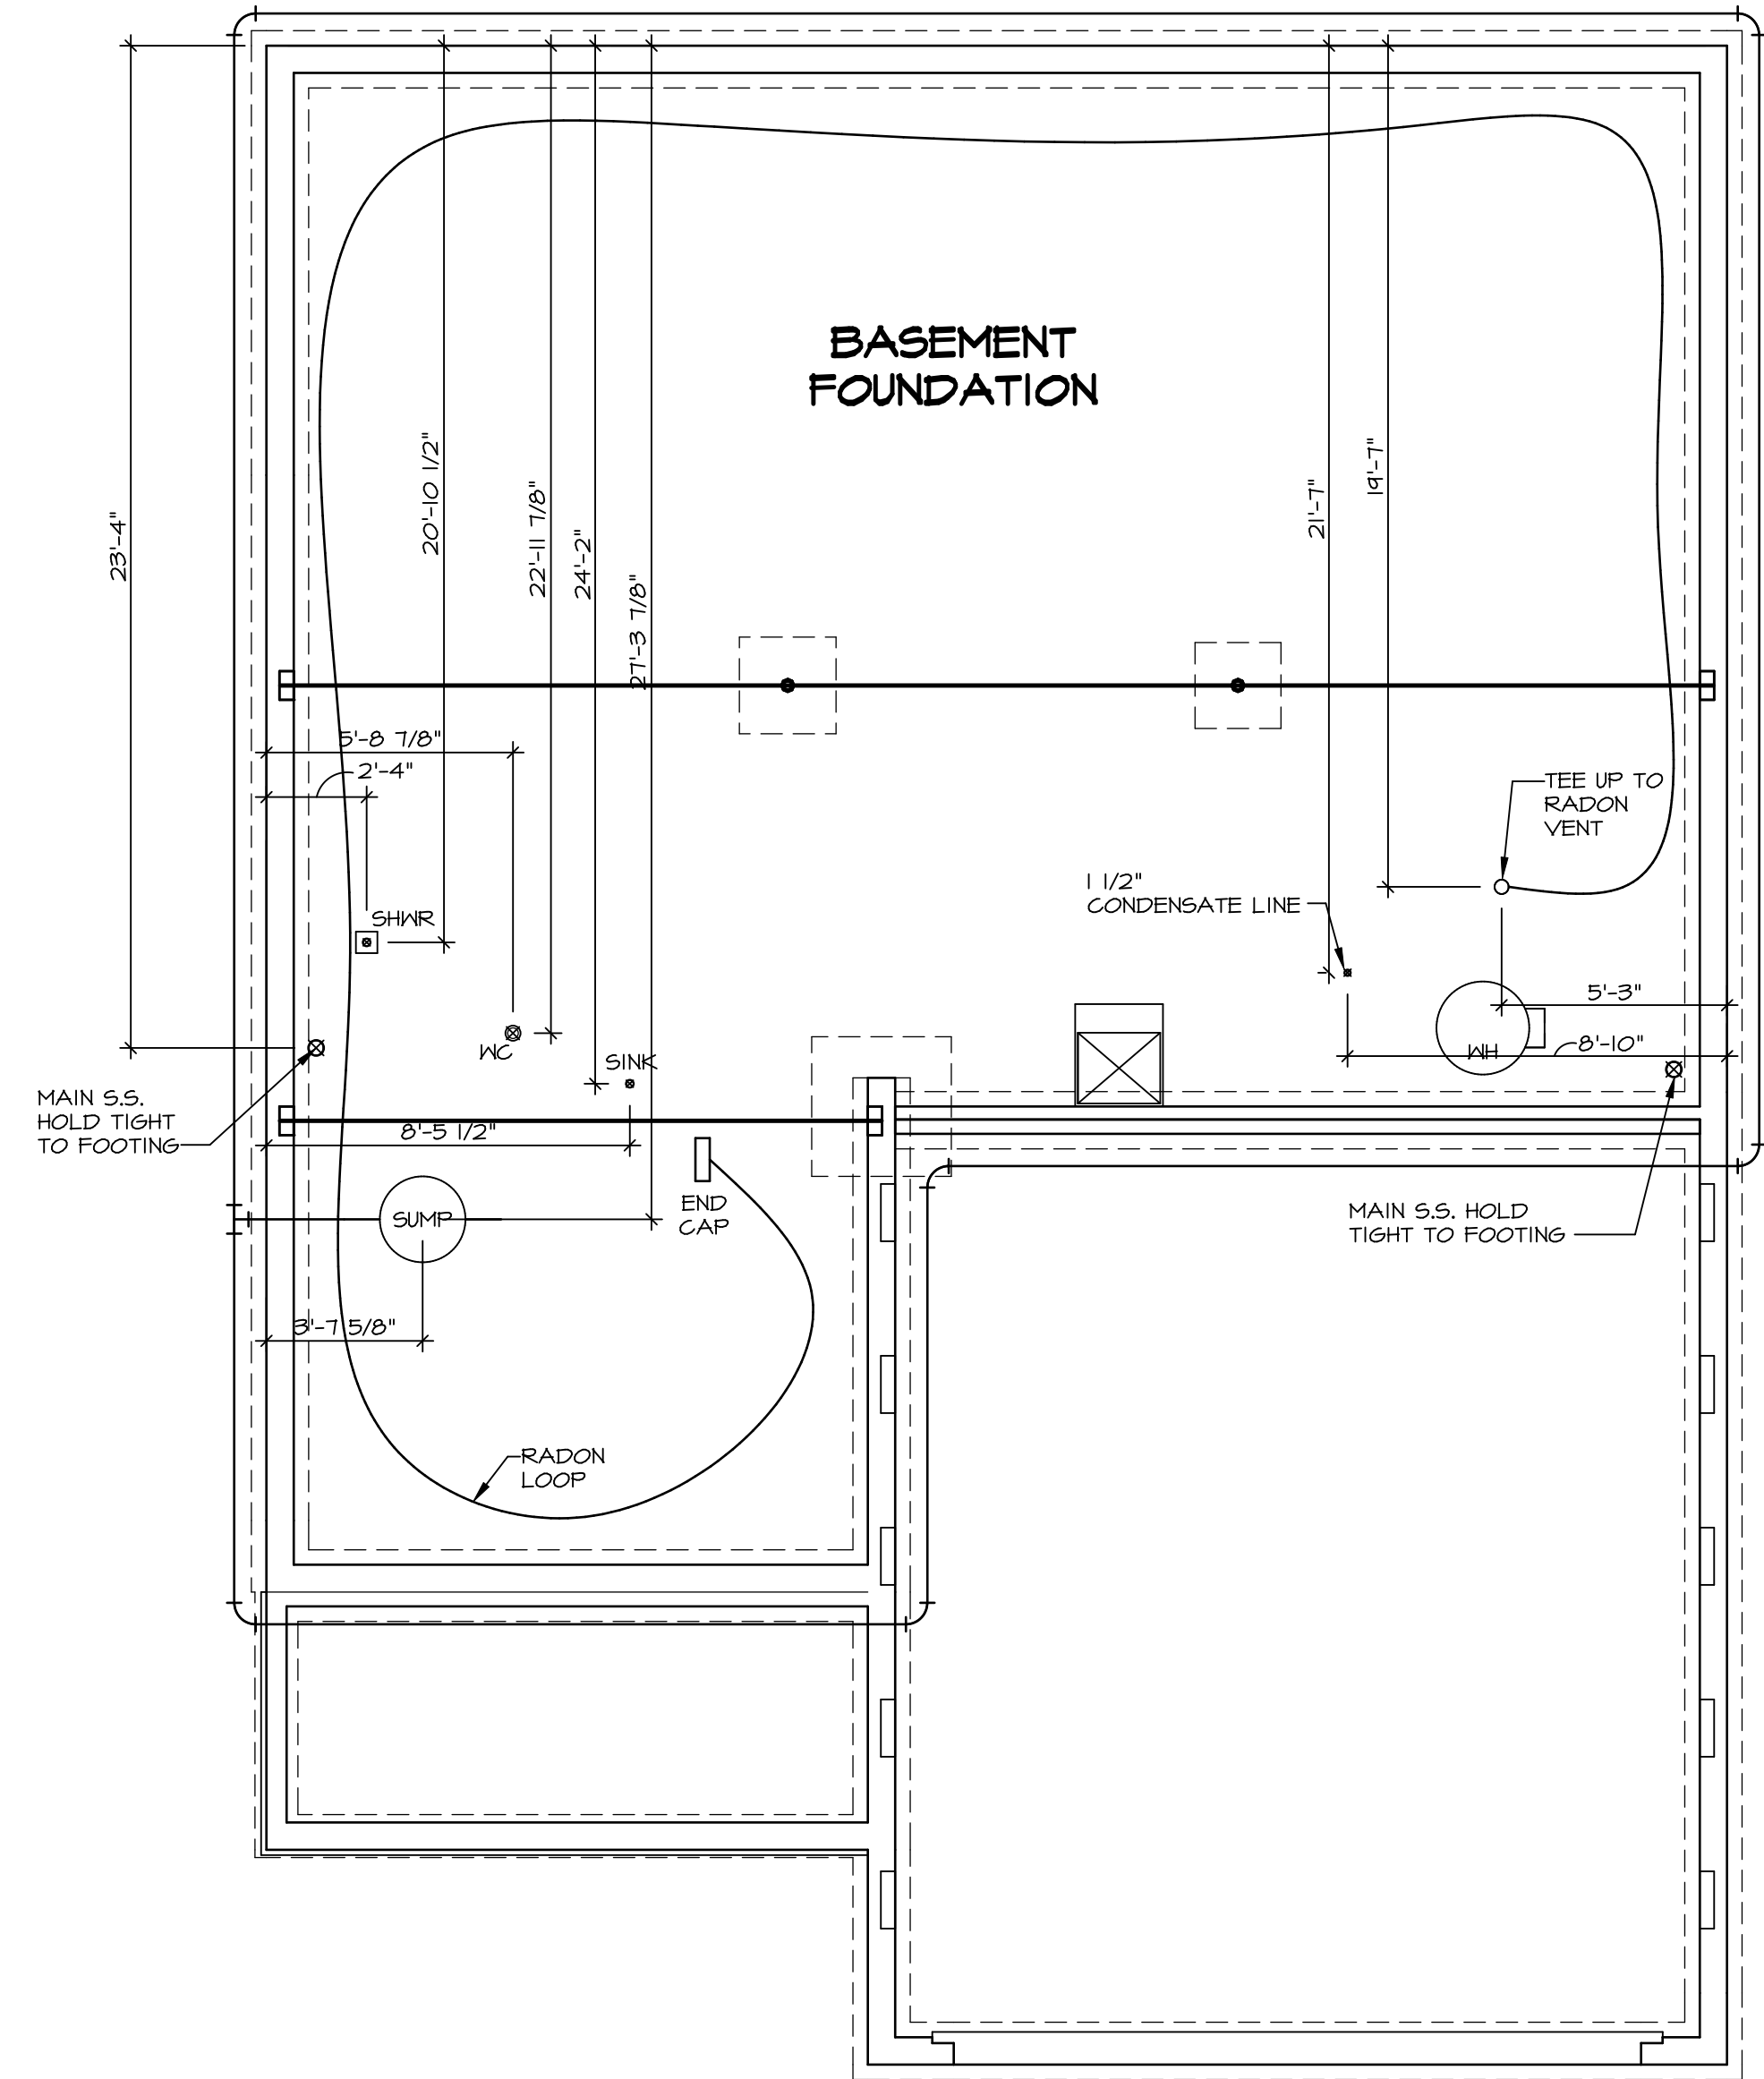 BASEMENT
FOUNDATION
23'-4"
20'-10 1/2"
22'-11 7/8"
24'-2"
27'-3 7/8"
21'-7"
19'-7"
5'-8 7/8"
2'-4"
TEE UP TO
RADON
VENT
1 1/2"
CONDENSATE LINE
SHWR
5'-3"
WC
SINK
WH
8'-10"
MAIN S.S.
HOLD TIGHT
TO FOOTING
8'-5 1/2"
END
CAP
SUMP
MAIN S.S. HOLD
TIGHT TO FOOTING
3'-7 5/8"
RADON
LOOP